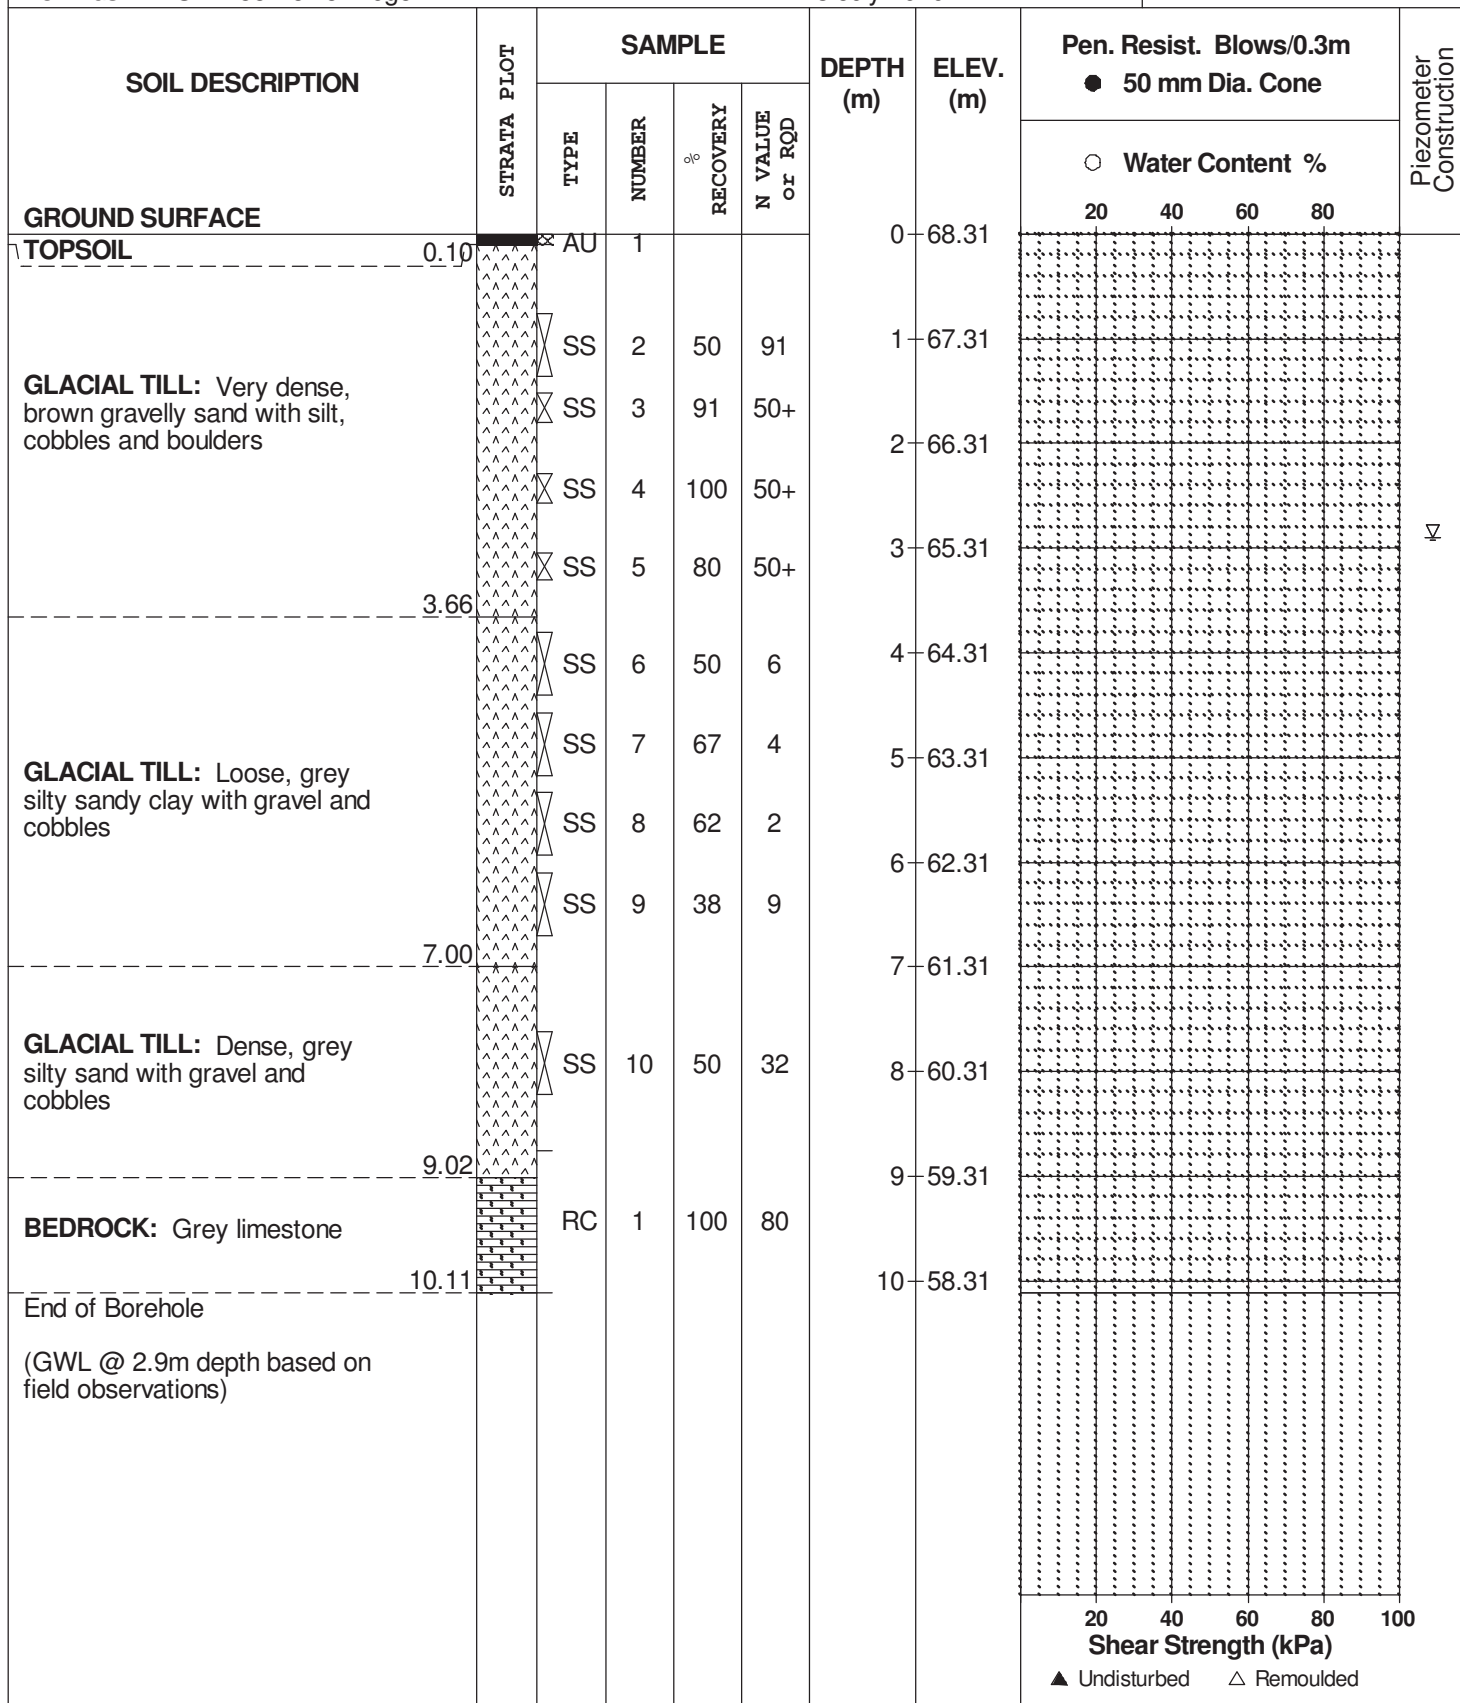 SOIL DESCRIPTION
STRATA PLOT
SAMPLE
TYPE
NUMBER
% RECOVERY
N VALUE or RQD
DEPTH
(m)
ELEV.
(m)
Pen. Resist. Blows/0.3m
● 50 mm Dia. Cone
○ Water Content %
20 40 60 80
Piezometer
Construction
GROUND SURFACE
TOPSOIL 0.10
AU 1
0 68.31
SS 2 50 91
1 67.31
GLACIAL TILL: Very dense,
brown gravelly sand with silt,
cobbles and boulders
SS 3 91 50+
2 66.31
SS 4 100 50+
3 65.31
SS 5 80 50+
3.66
SS 6 50 6
4 64.31
SS 7 67 4
5 63.31
GLACIAL TILL: Loose, grey
silty sandy clay with gravel and
cobbles
SS 8 62 2
6 62.31
SS 9 38 9
7.00
7 61.31
GLACIAL TILL: Dense, grey
silty sand with gravel and
cobbles
SS 10 50 32
8 60.31
9.02
9 59.31
BEDROCK: Grey limestone
RC 1 100 80
10.11
10 58.31
End of Borehole
(GWL @ 2.9m depth based on
field observations)
20 40 60 80 100
Shear Strength (kPa)
▲ Undisturbed △ Remoulded